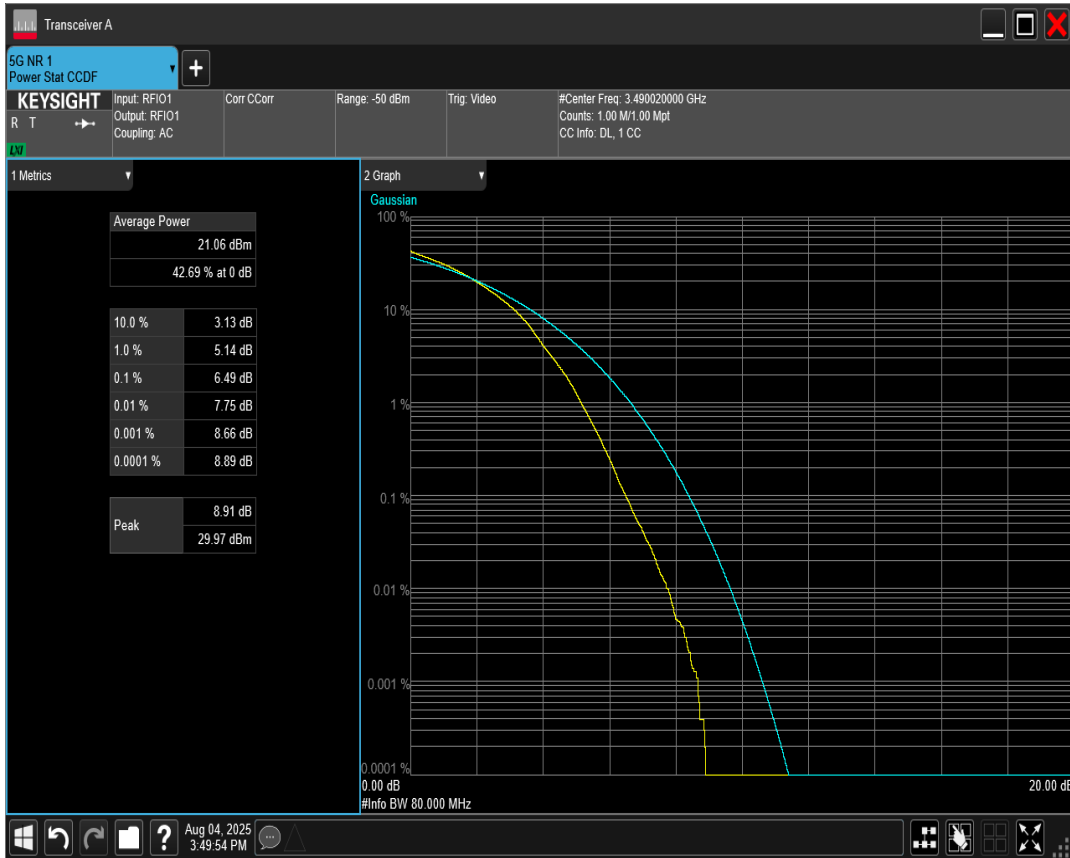 Transceiver A
5G NR 1
Power Stat CCDF
KEYSIGHT
R T
LXI
Input: RFIO1
Output: RFIO1
Coupling: AC
Corr CCorr
Range: -50 dBm
Trig: Video
#Center Freq: 3.490020000 GHz
Counts: 1.00 M/1.00 Mpt
CC Info: DL, 1 CC
1 Metrics
Average Power
21.06 dBm
42.69 % at 0 dB
10.0 % 3.13 dB
1.0 % 5.14 dB
0.1 % 6.49 dB
0.01 % 7.75 dB
0.001 % 8.66 dB
0.0001 % 8.89 dB
Peak
8.91 dB
29.97 dBm
2 Graph
Gaussian
100 %
10 %
1 %
0.1 %
0.01 %
0.001 %
0.0001 %
0.00 dB 20.00 dB
#Info BW 80.000 MHz
?
Aug 04, 2025
3:49:54 PM